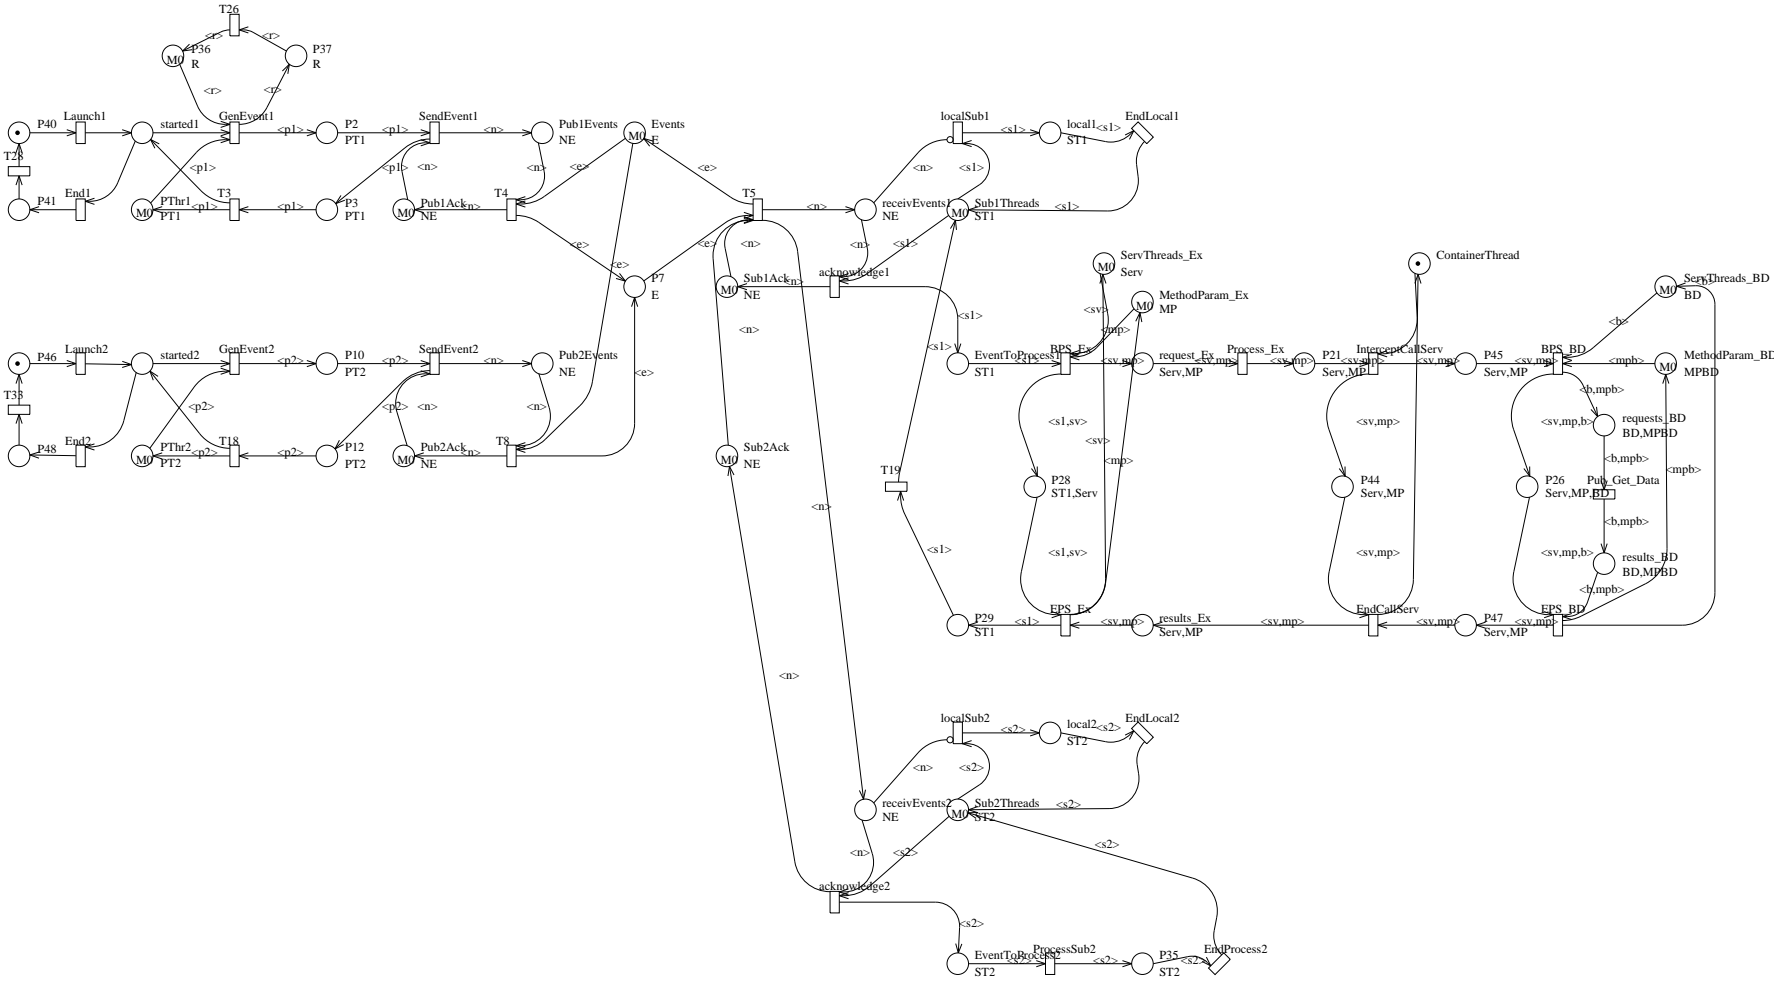 T26
<r>
<r>
M0
P36
R
P37
R
<r>
<r>
P40
Launch1
started1
GenEvent1
<p1>
P2
PT1
<p1>
SendEvent1
<n>
Pub1Events
NE
M0
Events
E
T28
<p1>
<p1>
<n>
<n>
<e>
<e>
P41
End1
M0
PThr1
PT1
<p1>
T3
<p1>
P3
PT1
M0
Pub1Ack
NE
<n>
T4
T5
<n>
receivEvents1
NE
localSub1
<s1>
local1
ST1
<s1>
EndLocal1
<n>
<s1>
M0
Sub1Threads
ST1
<s1>
<e>
<e>
<e>
<n>
<n>
<s1>
P7
E
M0
Sub1Ack
NE
<n>
acknowledge1
<s1>
<n>
<s1>
M0
ServThreads_Ex
Serv
ContainerThread
M0
ServThreads_BD
BD
<b>
M0
MethodParam_Ex
MP
<sv>
<mp>
<b>
P46
Launch2
started2
GenEvent2
<p2>
P10
PT2
<p2>
SendEvent2
<n>
Pub2Events
NE
<e>
EventToProcess1
ST1
<s1>
BPS_Ex
<sv,mp>
request_Ex
Serv,MP
<sv,mp>
Process_Ex
<sv,mp>
P21
Serv,MP
<sv,mp>
InterceptCallServ
<sv,mp>
P45
Serv,MP
<sv,mp>
BPS_BD
<mpb>
M0
MethodParam_BD
MPBD
T33
<p2>
<p2>
<n>
<n>
<s1,sv>
<sv>
<sv,mp>
<sv,mp,b>
<b,mpb>
requests_BD
BD,MPBD
P48
End2
M0
PThr2
PT2
<p2>
T18
<p2>
P12
PT2
M0
Pub2Ack
NE
<n>
T8
M0
Sub2Ack
NE
<mp>
<b,mpb>
<mpb>
T19
P28
ST1,Serv
P44
Serv,MP
P26
Serv,MP,BD
Pub_Get_Data
<n>
<b,mpb>
<s1>
<s1,sv>
<sv,mp>
<sv,mp,b>
results_BD
BD,MPBD
<b,mpb>
P29
ST1
<s1>
EPS_Ex
<sv,mp>
results_Ex
Serv,MP
<sv,mp>
EndCallServ
<sv,mp>
P47
Serv,MP
<sv,mp>
EPS_BD
<n>
localSub2
<s2>
local2
ST2
<s2>
EndLocal2
<n>
<s2>
receivEvents2
NE
M0
Sub2Threads
ST2
<s2>
<n>
<s2>
<s2>
acknowledge2
<s2>
EventToProcess2
ST2
<s2>
ProcessSub2
<s2>
P35
ST2
<s2>
EndProcess2